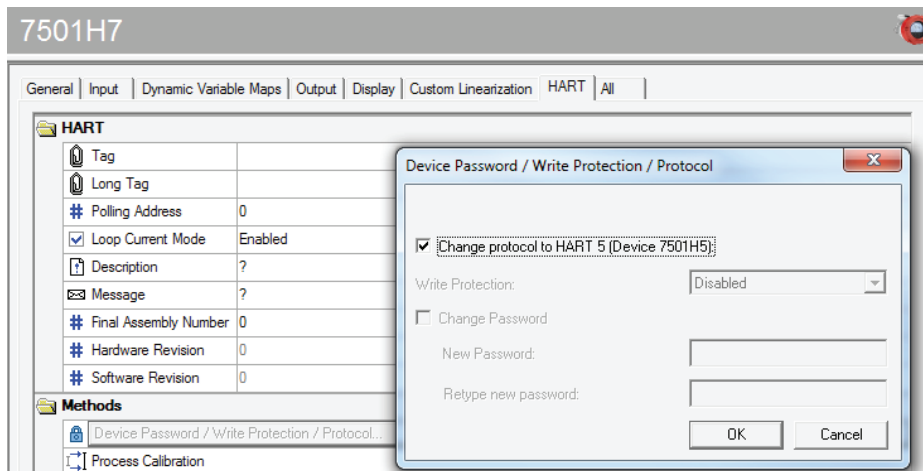 7501H7
General Input Dynamic Variable Maps Output Display Custom Linearization HART All
HART
Tag
Long Tag
Polling Address 0
Loop Current Mode Enabled
Description ?
Message ?
Final Assembly Number 0
Hardware Revision 0
Software Revision 0
Methods
Device Password / Write Protection / Protocol...
Process Calibration
Device Password / Write Protection / Protocol
Change protocol to HART 5 (Device 7501H5);
Write Protection: Disabled
Change Password
New Password:
Retype new password:
OK Cancel